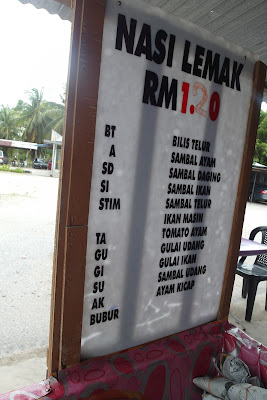 NASI LEMAK
RM1.20
BT BILIS TELUR
A SAMBAL AYAM
SD SAMBAL DAGING
SI SAMBAL IKAN
STIM SAMBAL TELUR
IKAN MASIN
TA TOMATO AYAM
GU GULAI UDANG
GI GULAI IKAN
SU SAMBAL UDANG
AK AYAM KICAP
BUBUR